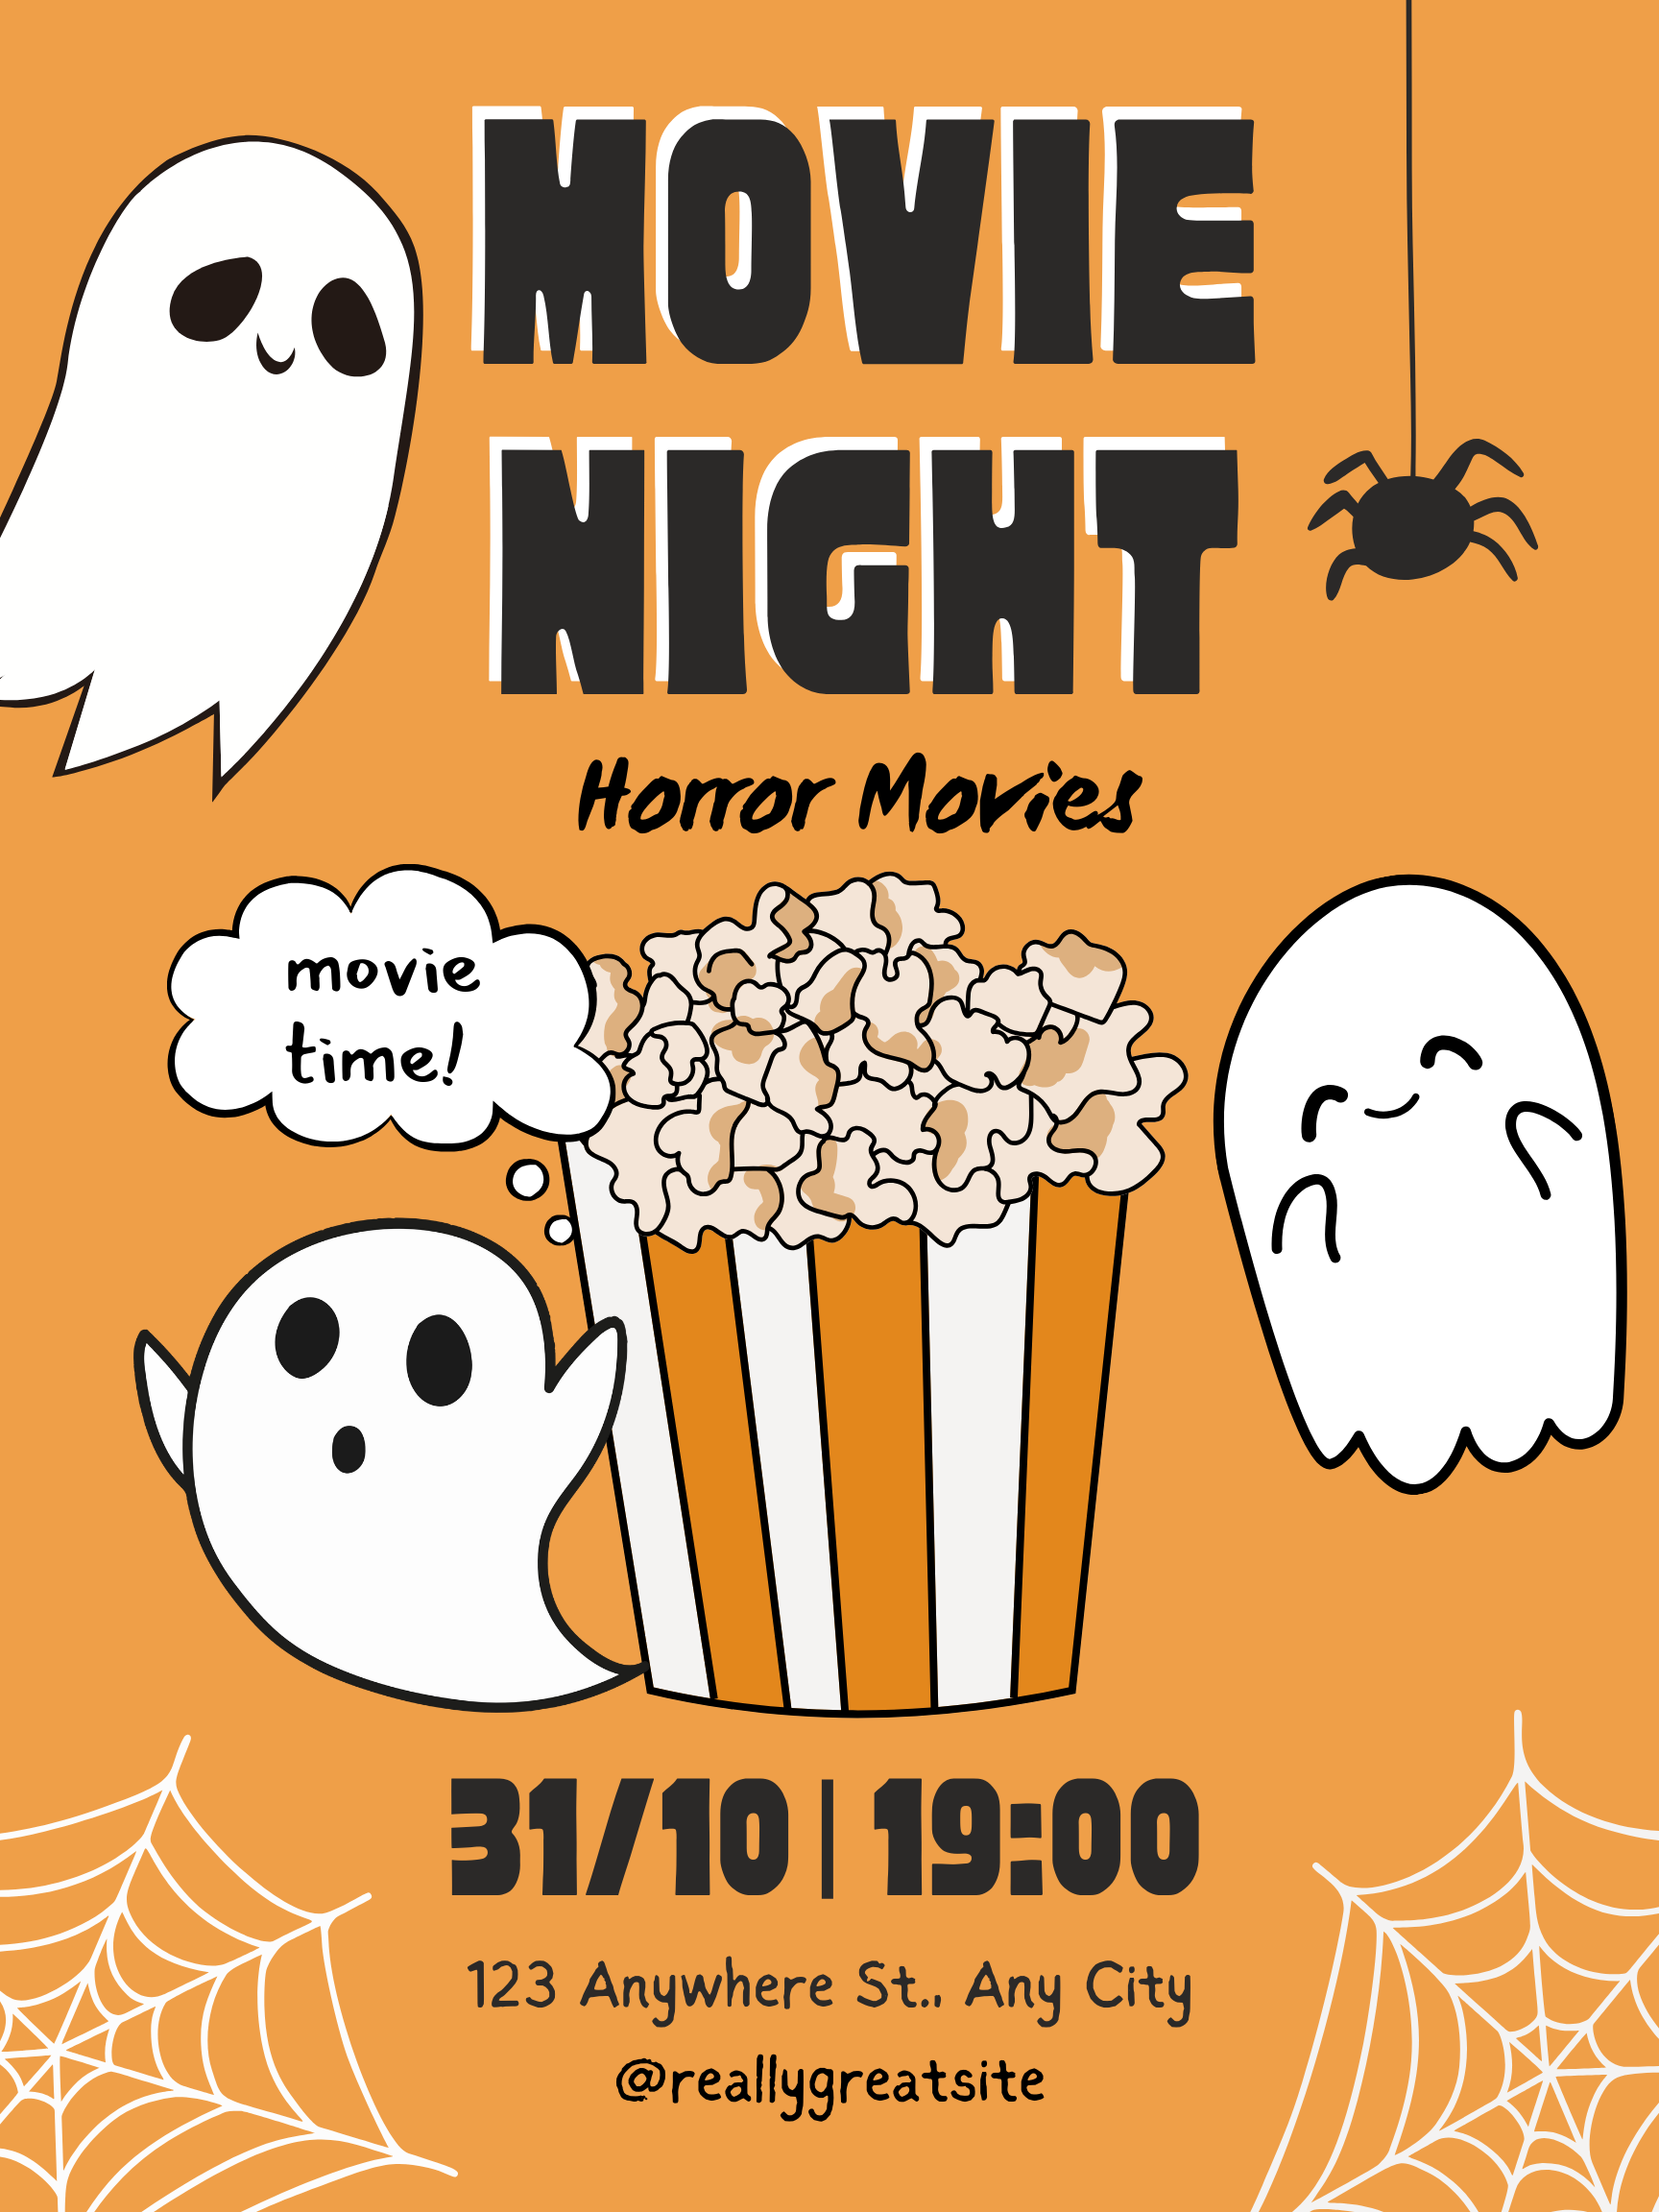 MOVIE
NIGHT
Horror Movies
movie
time!
31/10 | 19:00
123 Anywhere St., Any City
@reallygreatsite